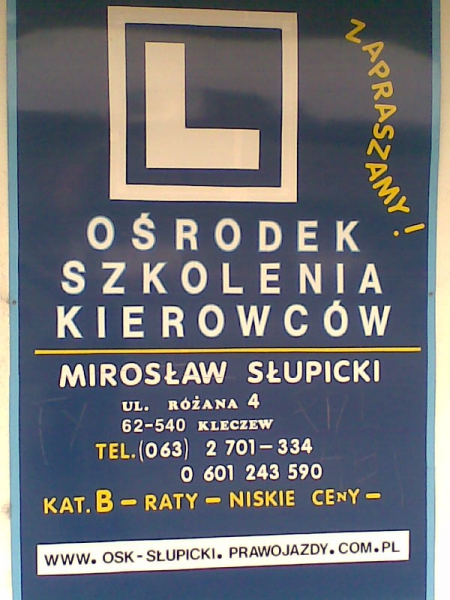 L
ZAPRASZAMY!
OŚRODEK
SZKOLENIA
KIEROWCÓW
MIROSŁAW SŁUPICKI
UL. RÓŻANA 4
62-540 KLECZEW
TEL. (063) 2 701-334
0 601 243 590
KAT. B - RATY - NISKIE CENY -
WWW. OSK-SŁUPICKI. PRAWOJAZDY. COM. PL